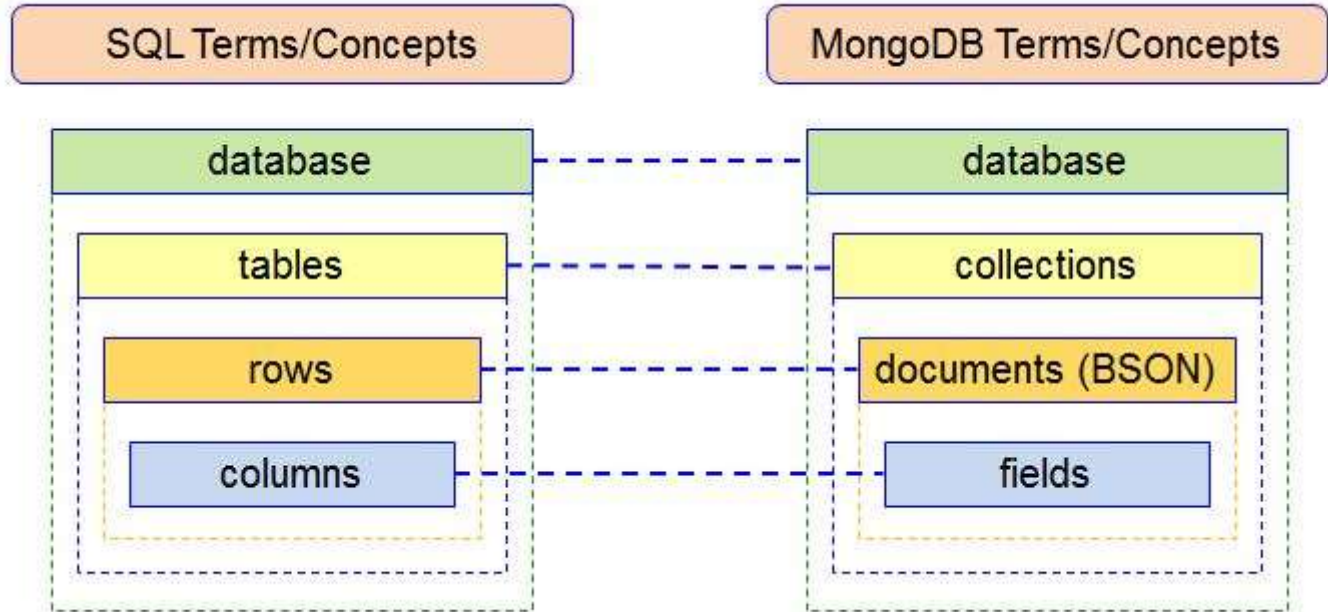 SQL Terms/Concepts
MongoDB Terms/Concepts
database
database
tables
collections
rows
documents (BSON)
columns
fields